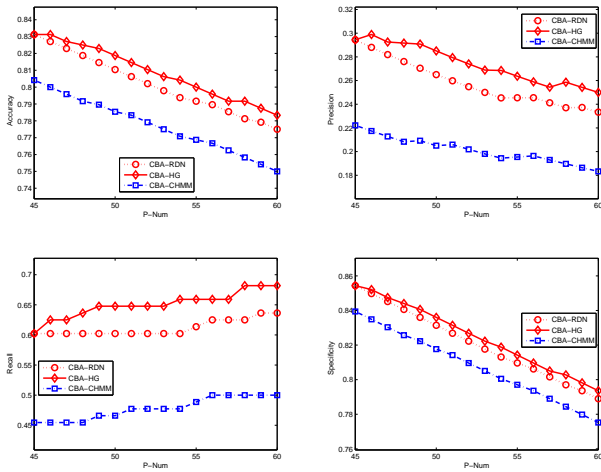 0.84
0.83
0.82
0.81
0.8
0.79
0.78
0.77
0.76
0.75
0.74
Accuracy
CBA-RDN
CBA-HG
CBA-CHMM
45 50 55 60
P-Num
0.32
0.3
0.28
0.26
0.24
0.22
0.2
0.18
Precision
CBA-RDN
CBA-HG
CBA-CHMM
45 50 55 60
P-Num
0.7
0.65
0.6
0.55
0.5
0.45
Recall
CBA-RDN
CBA-HG
CBA-CHMM
45 50 55 60
P-Num
0.86
0.84
0.82
0.8
0.78
0.76
Specificity
CBA-RDN
CBA-HG
CBA-CHMM
45 50 55 60
P-Num